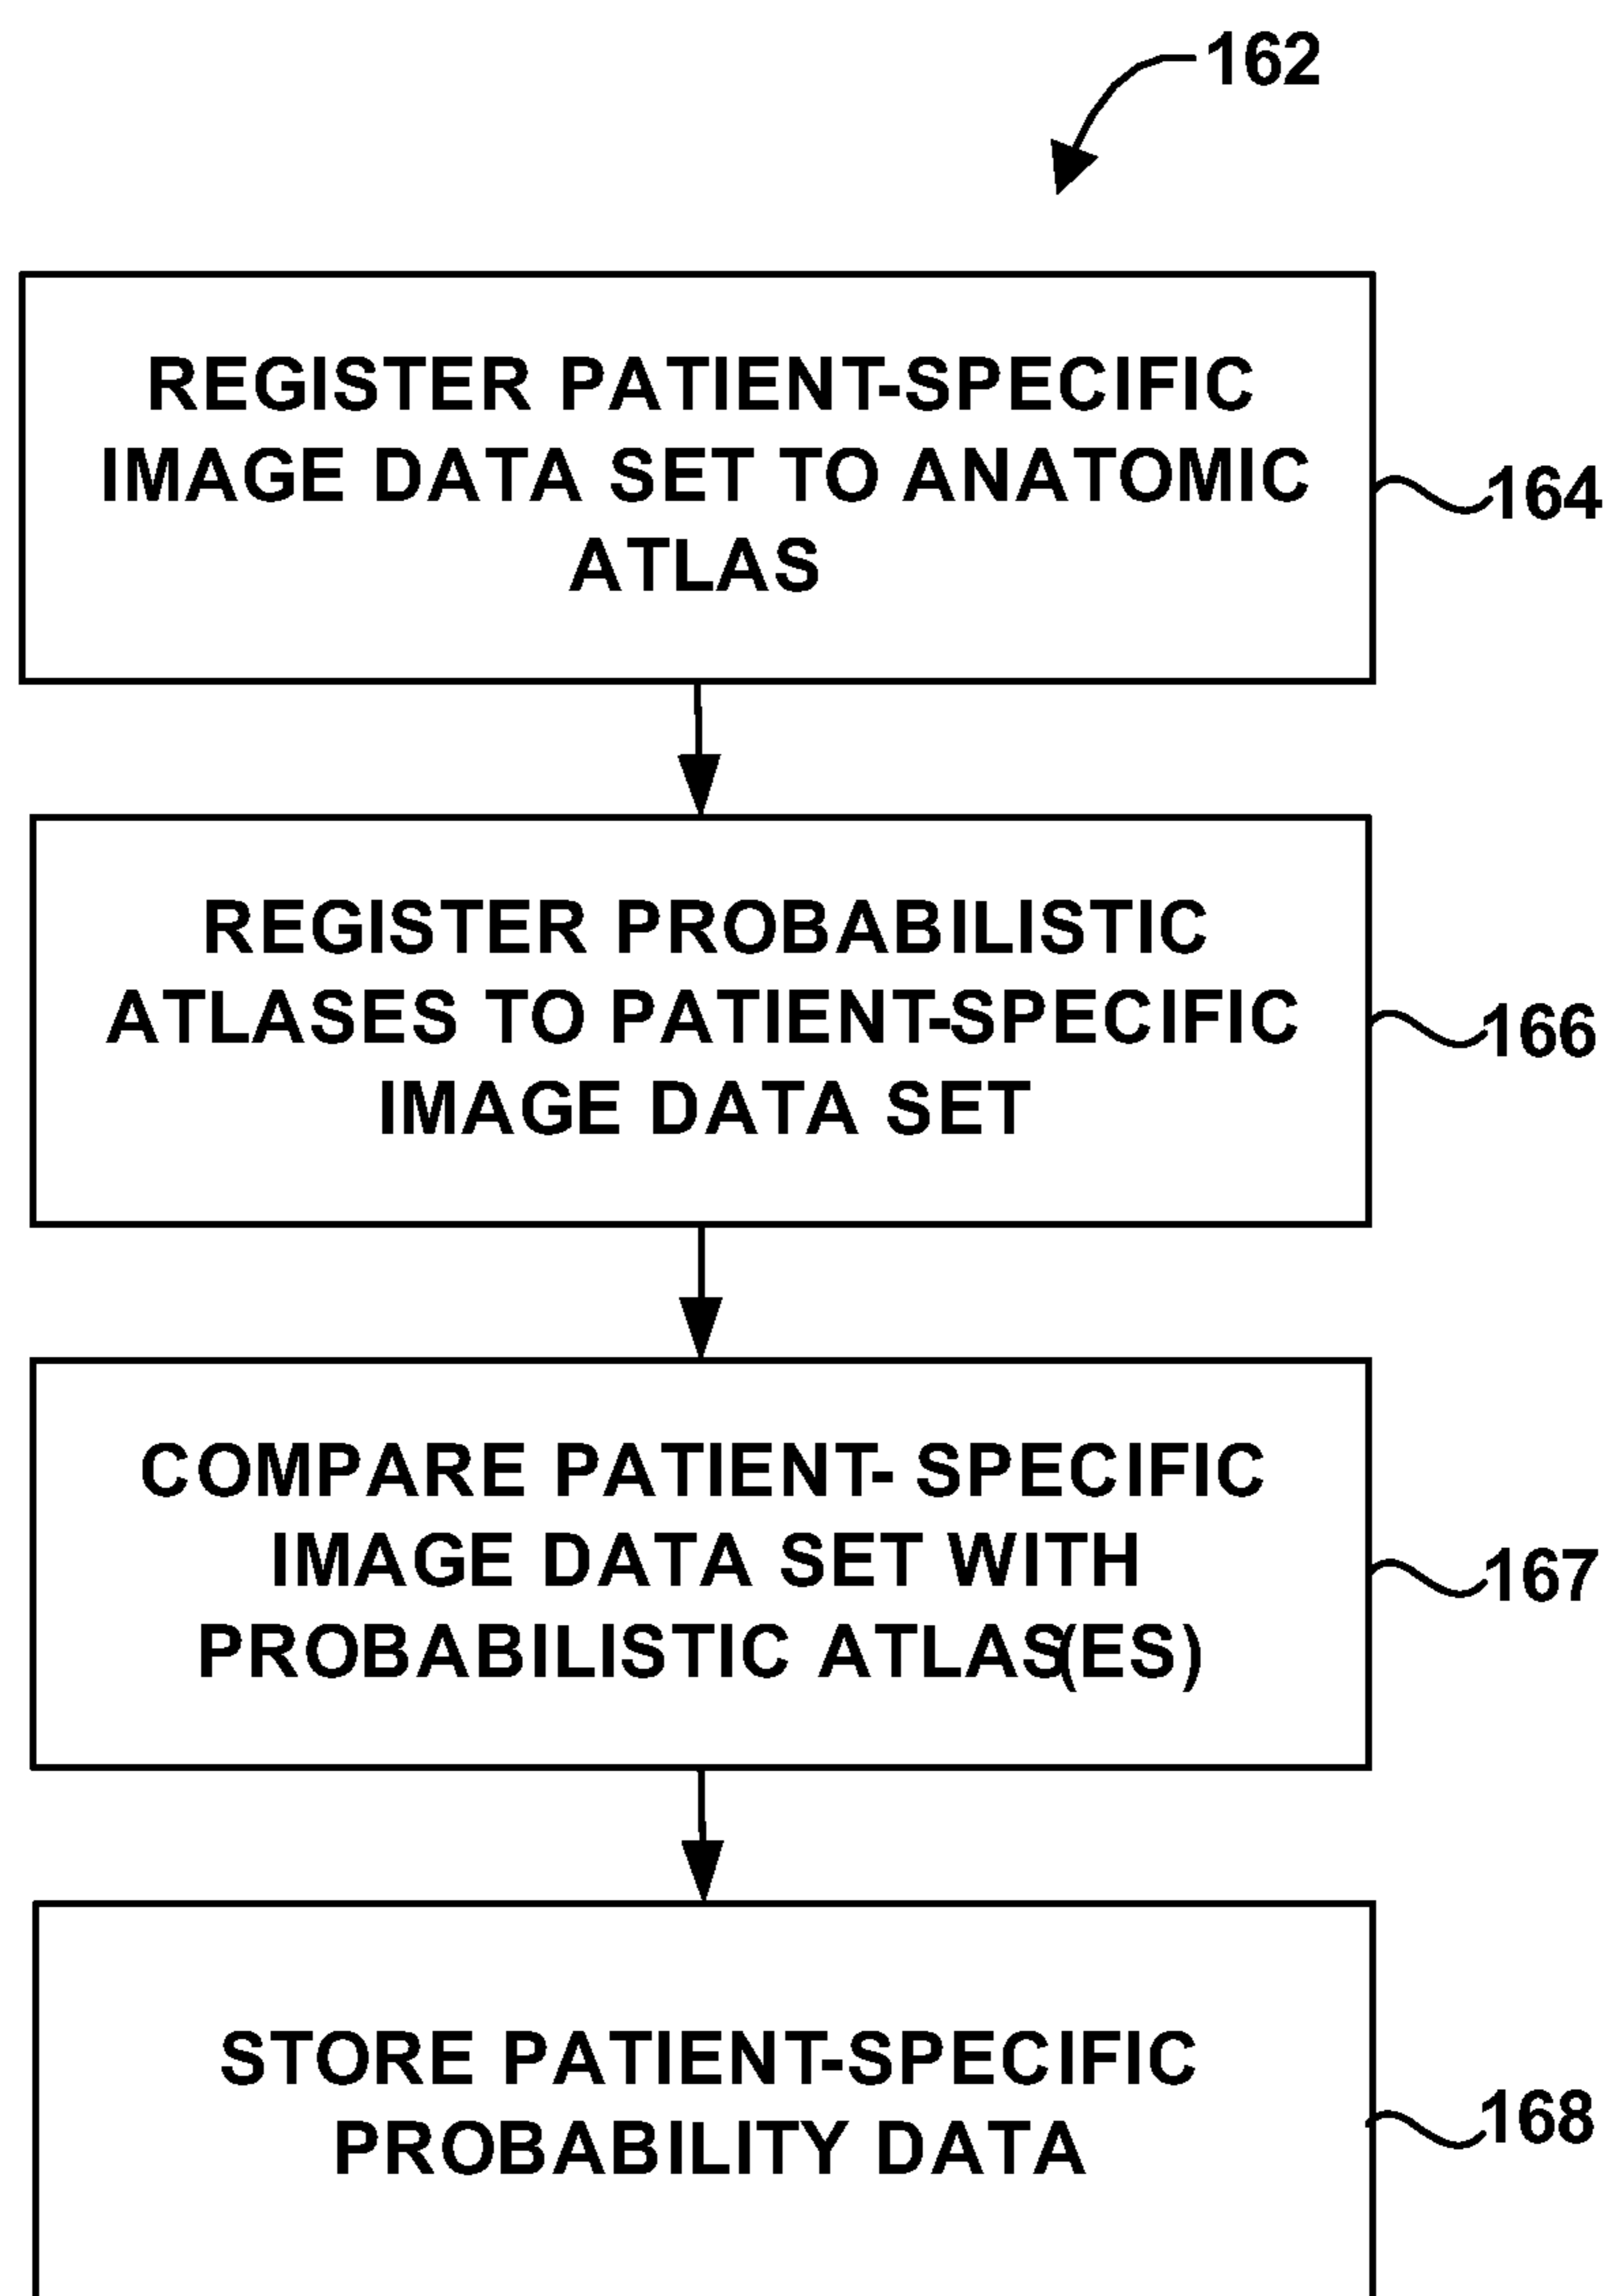 162
REGISTER PATIENT-SPECIFIC
IMAGE DATA SET TO ANATOMIC
ATLAS
164
REGISTER PROBABILISTIC
ATLASES TO PATIENT-SPECIFIC
IMAGE DATA SET
166
COMPARE PATIENT- SPECIFIC
IMAGE DATA SET WITH
PROBABILISTIC ATLAS(ES)
167
STORE PATIENT-SPECIFIC
PROBABILITY DATA
168